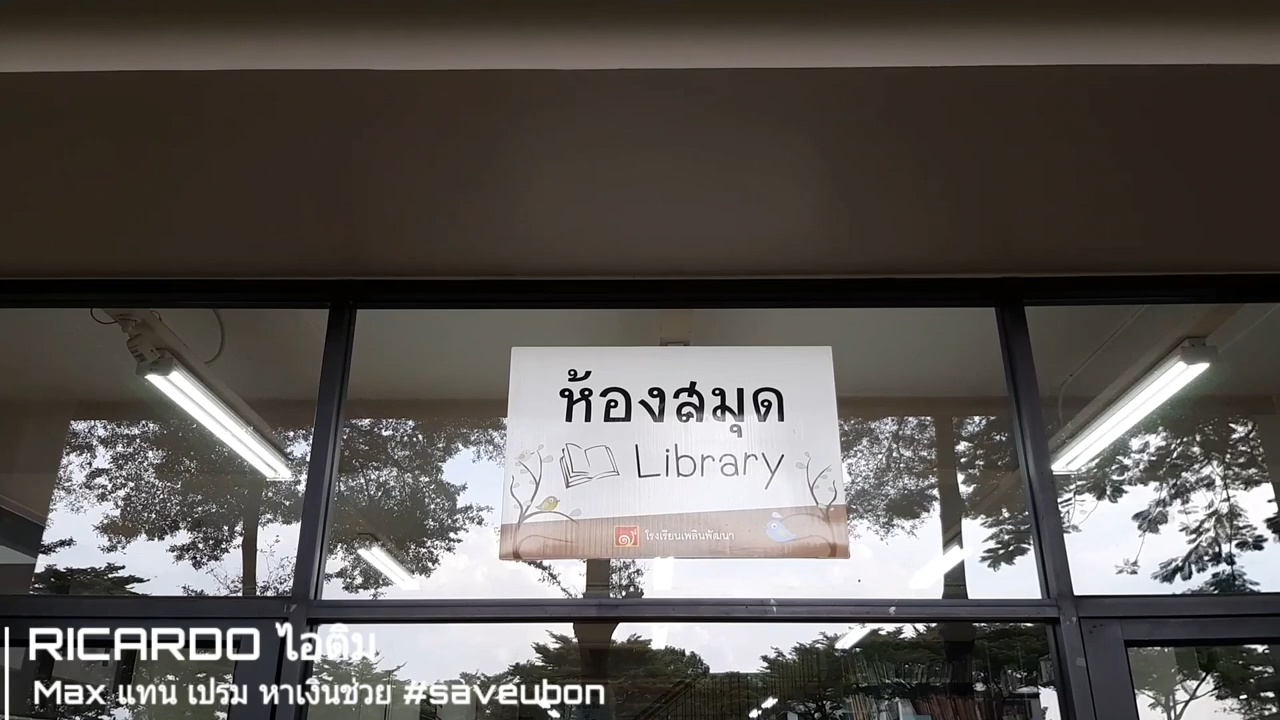 ห้องสมุด
Library
โรงเรียนเพลินพัฒนา
RICARDO ไอติม
Max แทน เปรม หาเงินช่วย #saveubon